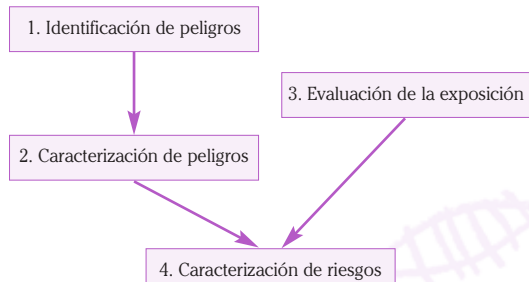 1. Identificación de peligros
3. Evaluación de la exposición
2. Caracterización de peligros
4. Caracterización de riesgos